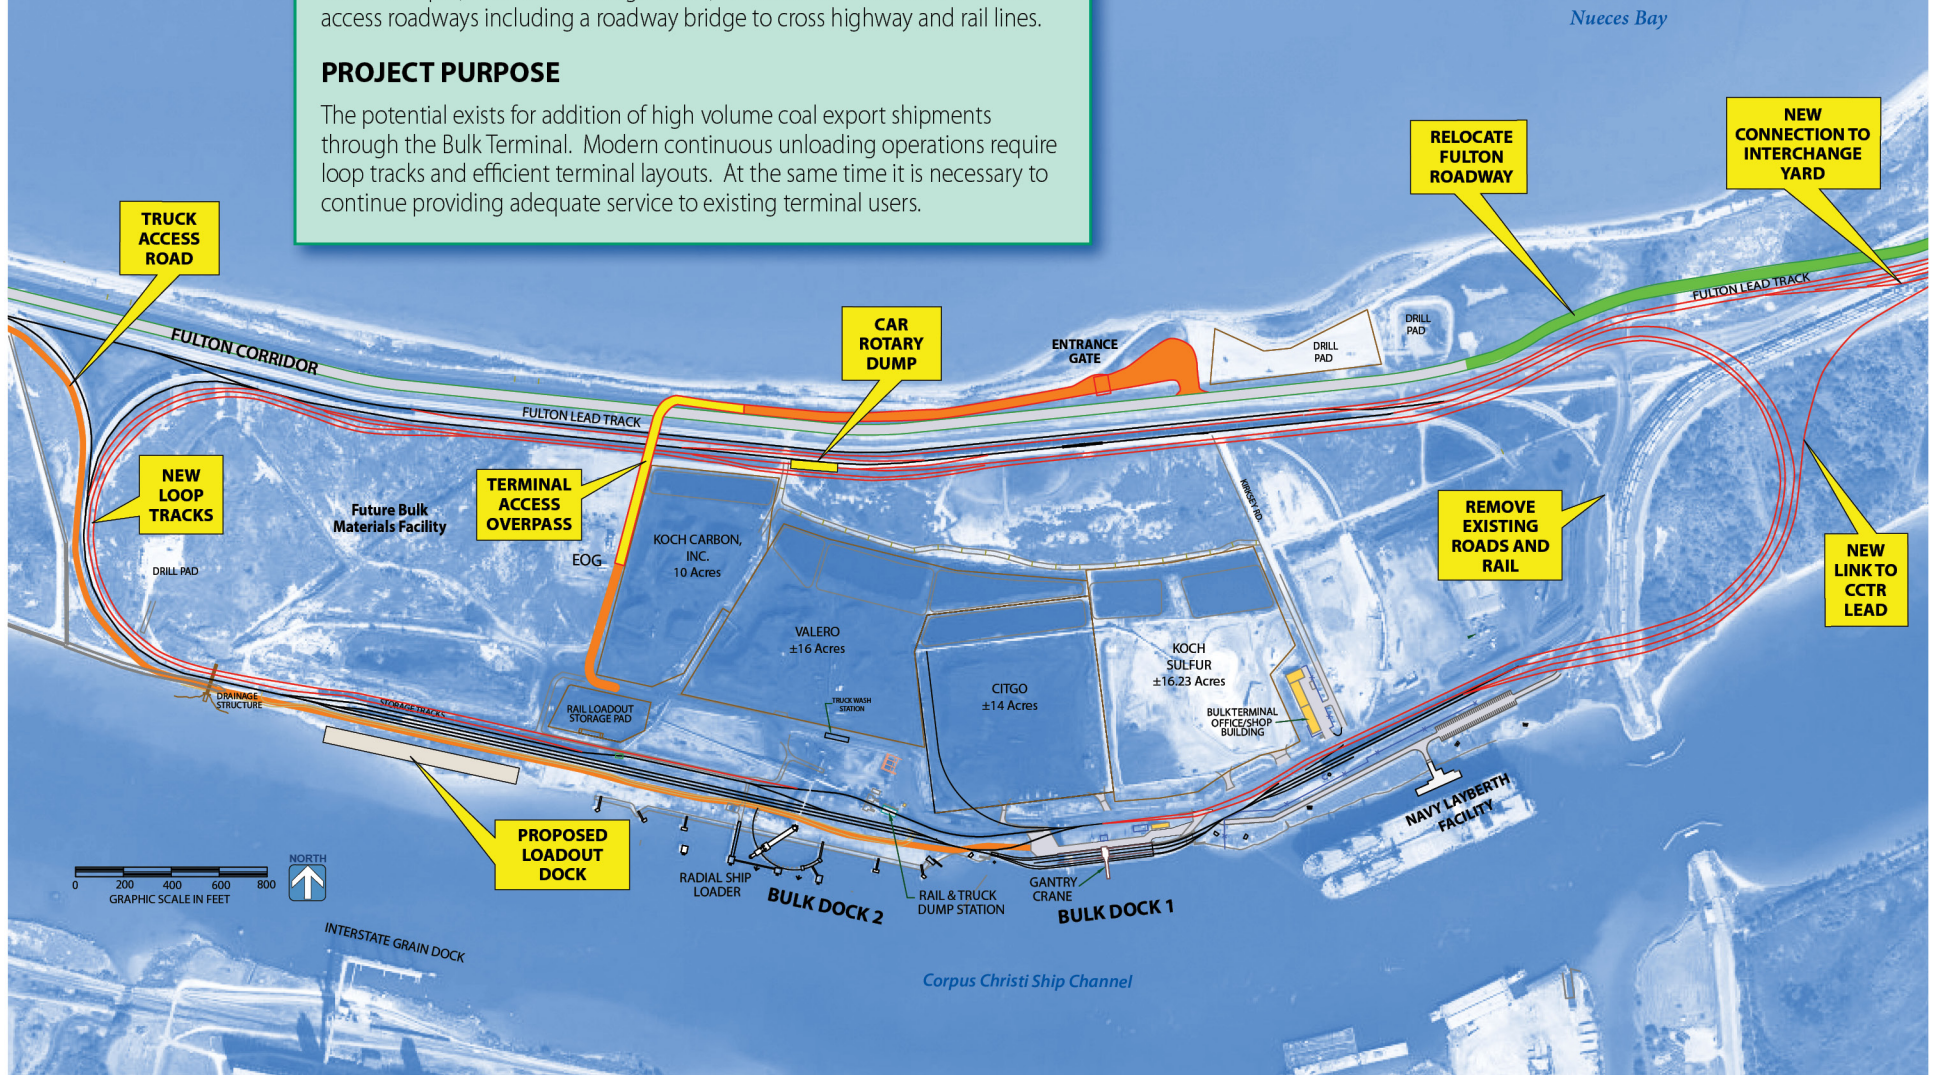 access roadways including a roadway bridge to cross highway and rail lines.
PROJECT PURPOSE
The potential exists for addition of high volume coal export shipments
through the Bulk Terminal. Modern continuous unloading operations require
loop tracks and efficient terminal layouts. At the same time it is necessary to
continue providing adequate service to existing terminal users.
Nueces Bay
NEW
CONNECTION TO
INTERCHANGE
YARD
RELOCATE
FULTON
ROADWAY
TRUCK
ACCESS
ROAD
FULTON LEAD TRACK
CAR
ROTARY
DUMP
DRILL
PAD
ENTRANCE
GATE
DRILL
PAD
FULTON CORRIDOR
FULTON LEAD TRACK
NEW
LOOP
TRACKS
TERMINAL
ACCESS
OVERPASS
Future Bulk
Materials Facility
KIRKSEY RD.
REMOVE
EXISTING
ROADS AND
RAIL
NEW
LINK TO
CCTR
LEAD
EOG
KOCH CARBON,
INC.
10 Acres
DRILL PAD
VALERO
±16 Acres
KOCH
SULFUR
±16.23 Acres
CITGO
±14 Acres
DRAINAGE
STRUCTURE
STORAGE TRACKS
RAIL LOADOUT
STORAGE PAD
TRUCK WASH
STATION
BULK TERMINAL
OFFICE/SHOP
BUILDING
NAVY LAYBERTH
FACILITY
PROPOSED
LOADOUT
DOCK
NORTH
0 200 400 600 800
GRAPHIC SCALE IN FEET
RADIAL SHIP
LOADER
BULK DOCK 2
RAIL & TRUCK
DUMP STATION
GANTRY
CRANE
BULK DOCK 1
INTERSTATE GRAIN DOCK
Corpus Christi Ship Channel